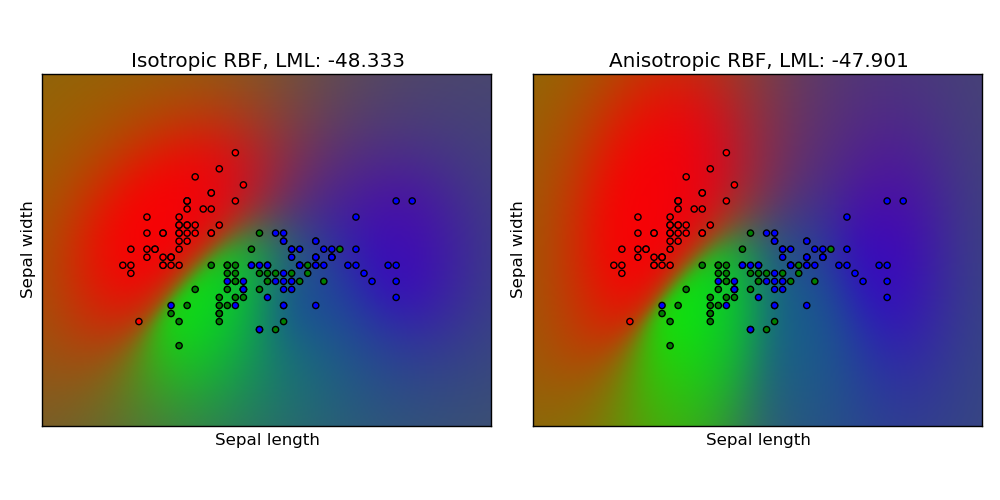 Isotropic RBF, LML: -48.333
Sepal width
Sepal length
Anisotropic RBF, LML: -47.901
Sepal width
Sepal length